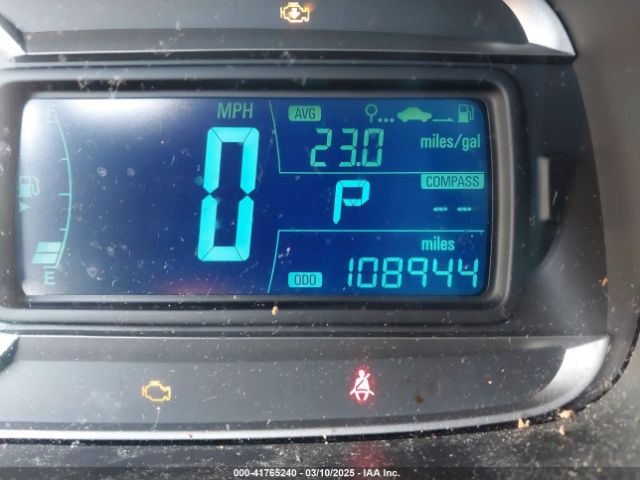 MPH
AVG
23.0
miles/gal
P
COMPASS
-- --
0
miles
ODO
108944
E
000-41765240 - 03/10/2025 - IAA Inc.